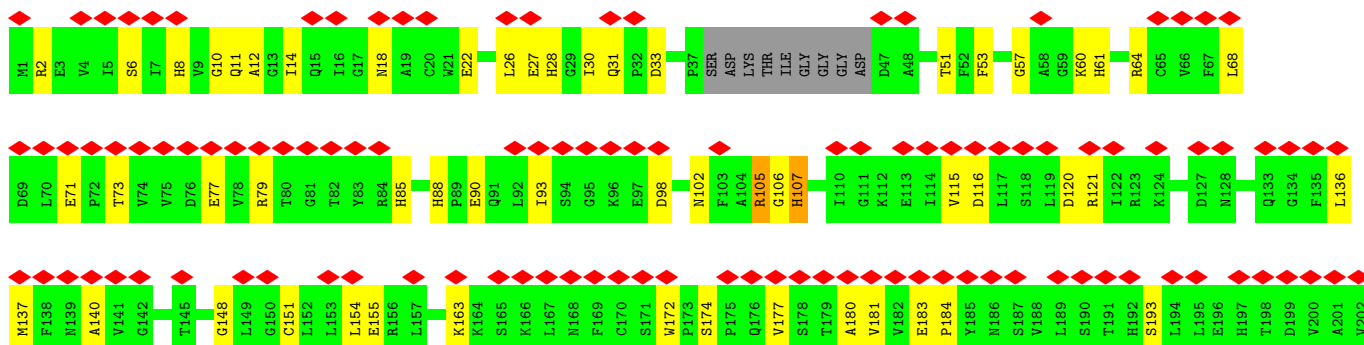 M1 R2 E3 V4 I5 S6 I7 H8 V9 G10 Q11 A12 G13 I14 Q15 I16 G17 N18 A19 C20 W21 E22 L26 E27 H28 G29 I30 Q31 P32 D33 P37 SER ASP LYS THR ILE GLY GLY GLY ASP D47 A48 T51 F52 F53 G57 A58 G59 K60 H61 R64 C65 V66 F67 L68
D69 L70 E71 P72 T73 V74 V75 D76 E77 V78 R79 T80 G81 T82 Y83 R84 H85 H88 P89 E90 Q91 L92 I93 S94 G95 K96 E97 D98 N102 F103 A104 R105 G106 H107 I110 G111 K112 E113 I114 V115 D116 L117 S118 L119 D120 R121 I122 R123 K124 D127 N128 Q133 G134 F135 L136
M137 F138 N139 A140 V141 G142 T145 G148 L149 G150 C151 L152 L153 L154 E155 R156 L157 K163 K164 S165 K166 L167 N168 F169 C170 S171 W172 P173 S174 P175 Q176 V177 S178 T179 A180 V181 V182 E183 P184 Y185 N186 S187 V188 L189 S190 T191 H192 S193 L194 L195 E196 H197 T198 D199 V200 A201 V202